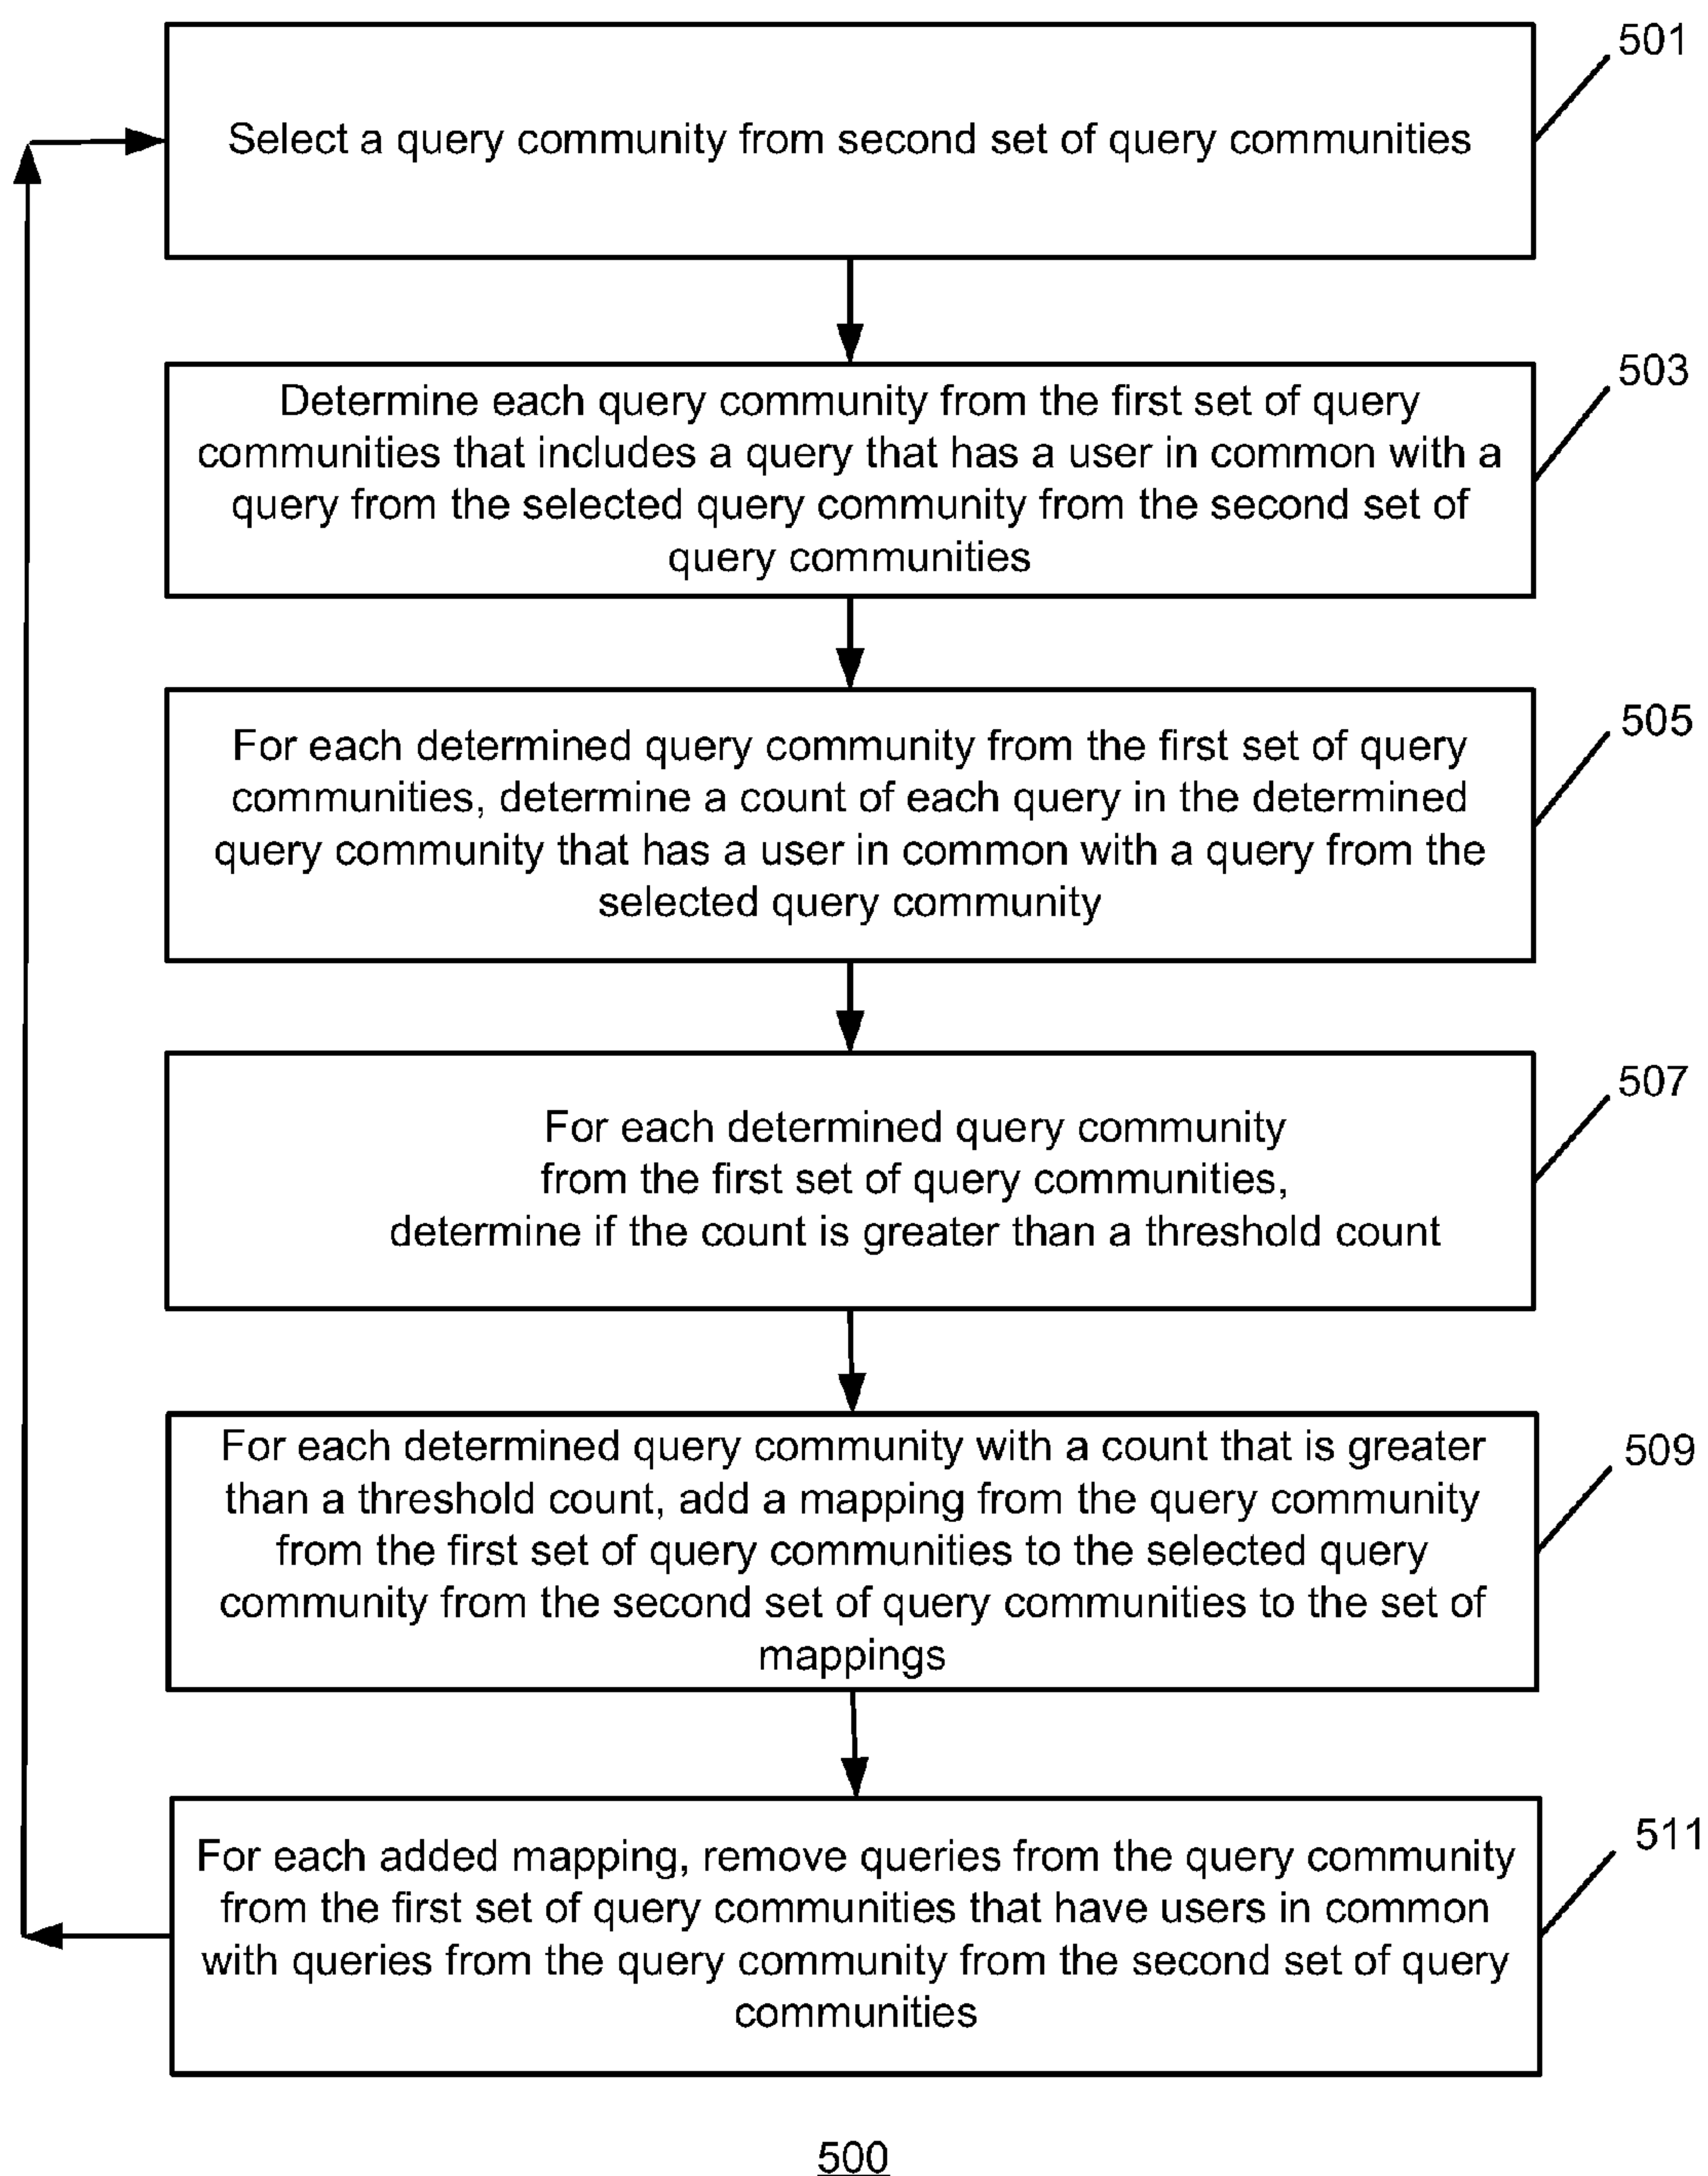 501
Select a query community from second set of query communities
503
Determine each query community from the first set of query
communities that includes a query that has a user in common with a
query from the selected query community from the second set of
query communities
505
For each determined query community from the first set of query
communities, determine a count of each query in the determined
query community that has a user in common with a query from the
selected query community
507
For each determined query community
from the first set of query communities,
determine if the count is greater than a threshold count
509
For each determined query community with a count that is greater
than a threshold count, add a mapping from the query community
from the first set of query communities to the selected query
community from the second set of query communities to the set of
mappings
511
For each added mapping, remove queries from the query community
from the first set of query communities that have users in common
with queries from the query community from the second set of query
communities
500